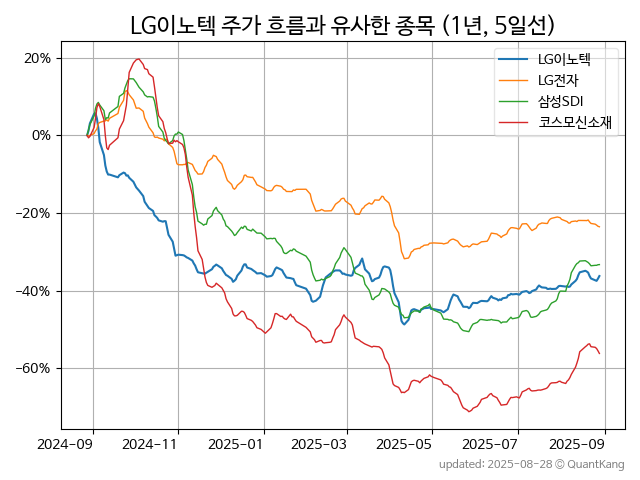 LG이노텍 주가 흐름과 유사한 종목 (1년, 5일선)
LG이노텍
LG전자
삼성SDI
코스모신소재
20%
0%
−20%
−40%
−60%
2024-09 2024-11 2025-01 2025-03 2025-05 2025-07 2025-09
updated: 2025-08-28 © QuantKang